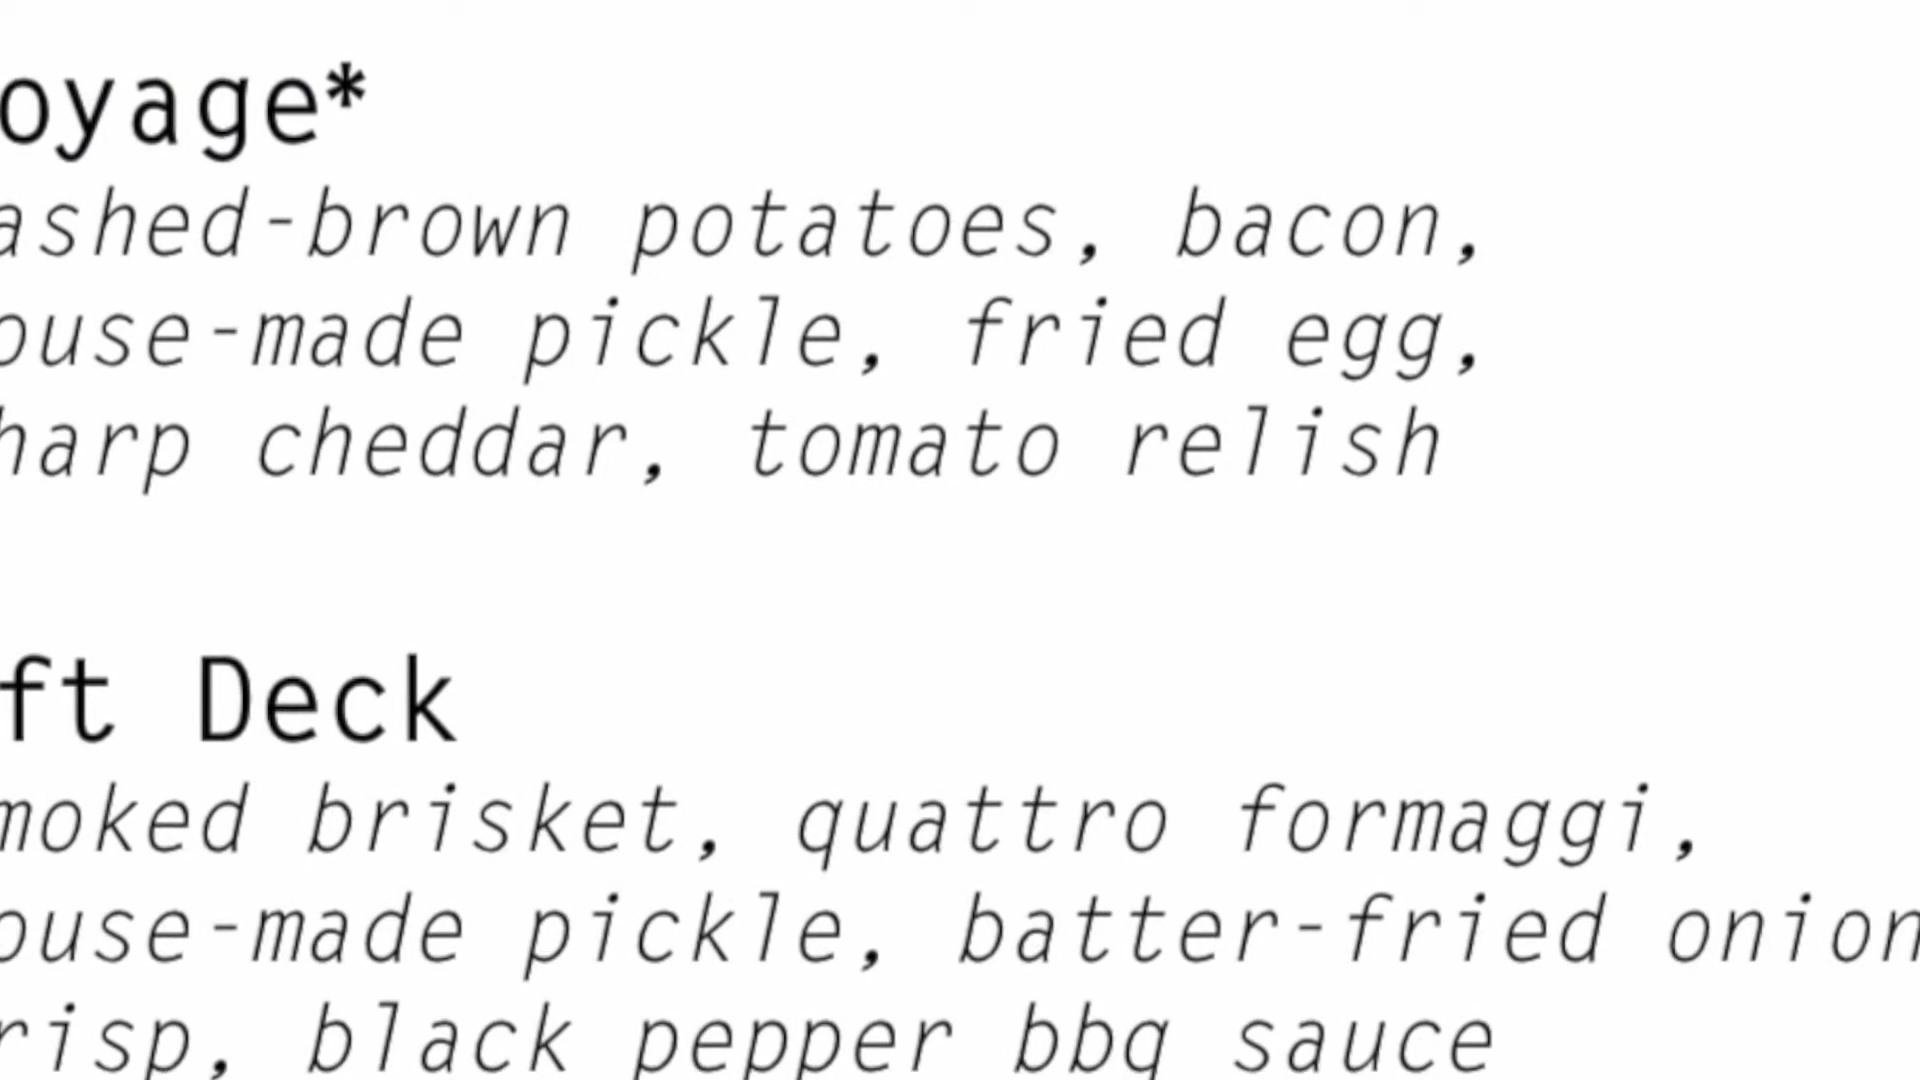 oyage*
ashed-brown potatoes, bacon,
ouse-made pickle, fried egg,
harp cheddar, tomato relish
ft Deck
moked brisket, quattro formaggi,
ouse-made pickle, batter-fried onion
risp, black pepper bbq sauce